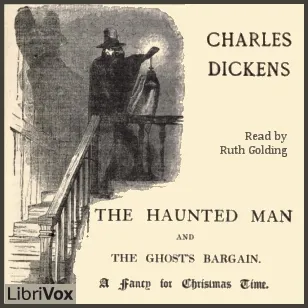 CHARLES
DICKENS
Read by
Ruth Golding
THE HAUNTED MAN
AND
THE GHOST'S BARGAIN.
A Fancy for Christmas Time.
LibriVox